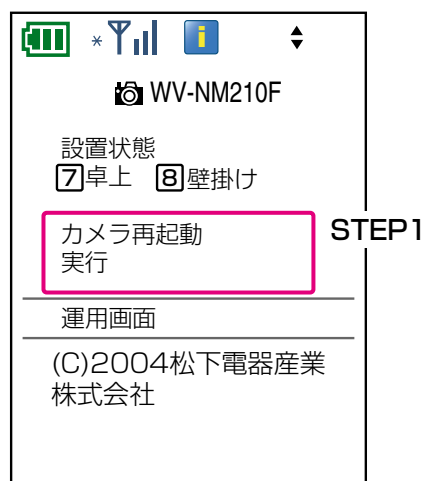 WV-NM210F
設置状態
7卓上 8壁掛け
カメラ再起動
実行
STEP1
運用画面
(C)2004松下電器産業
株式会社